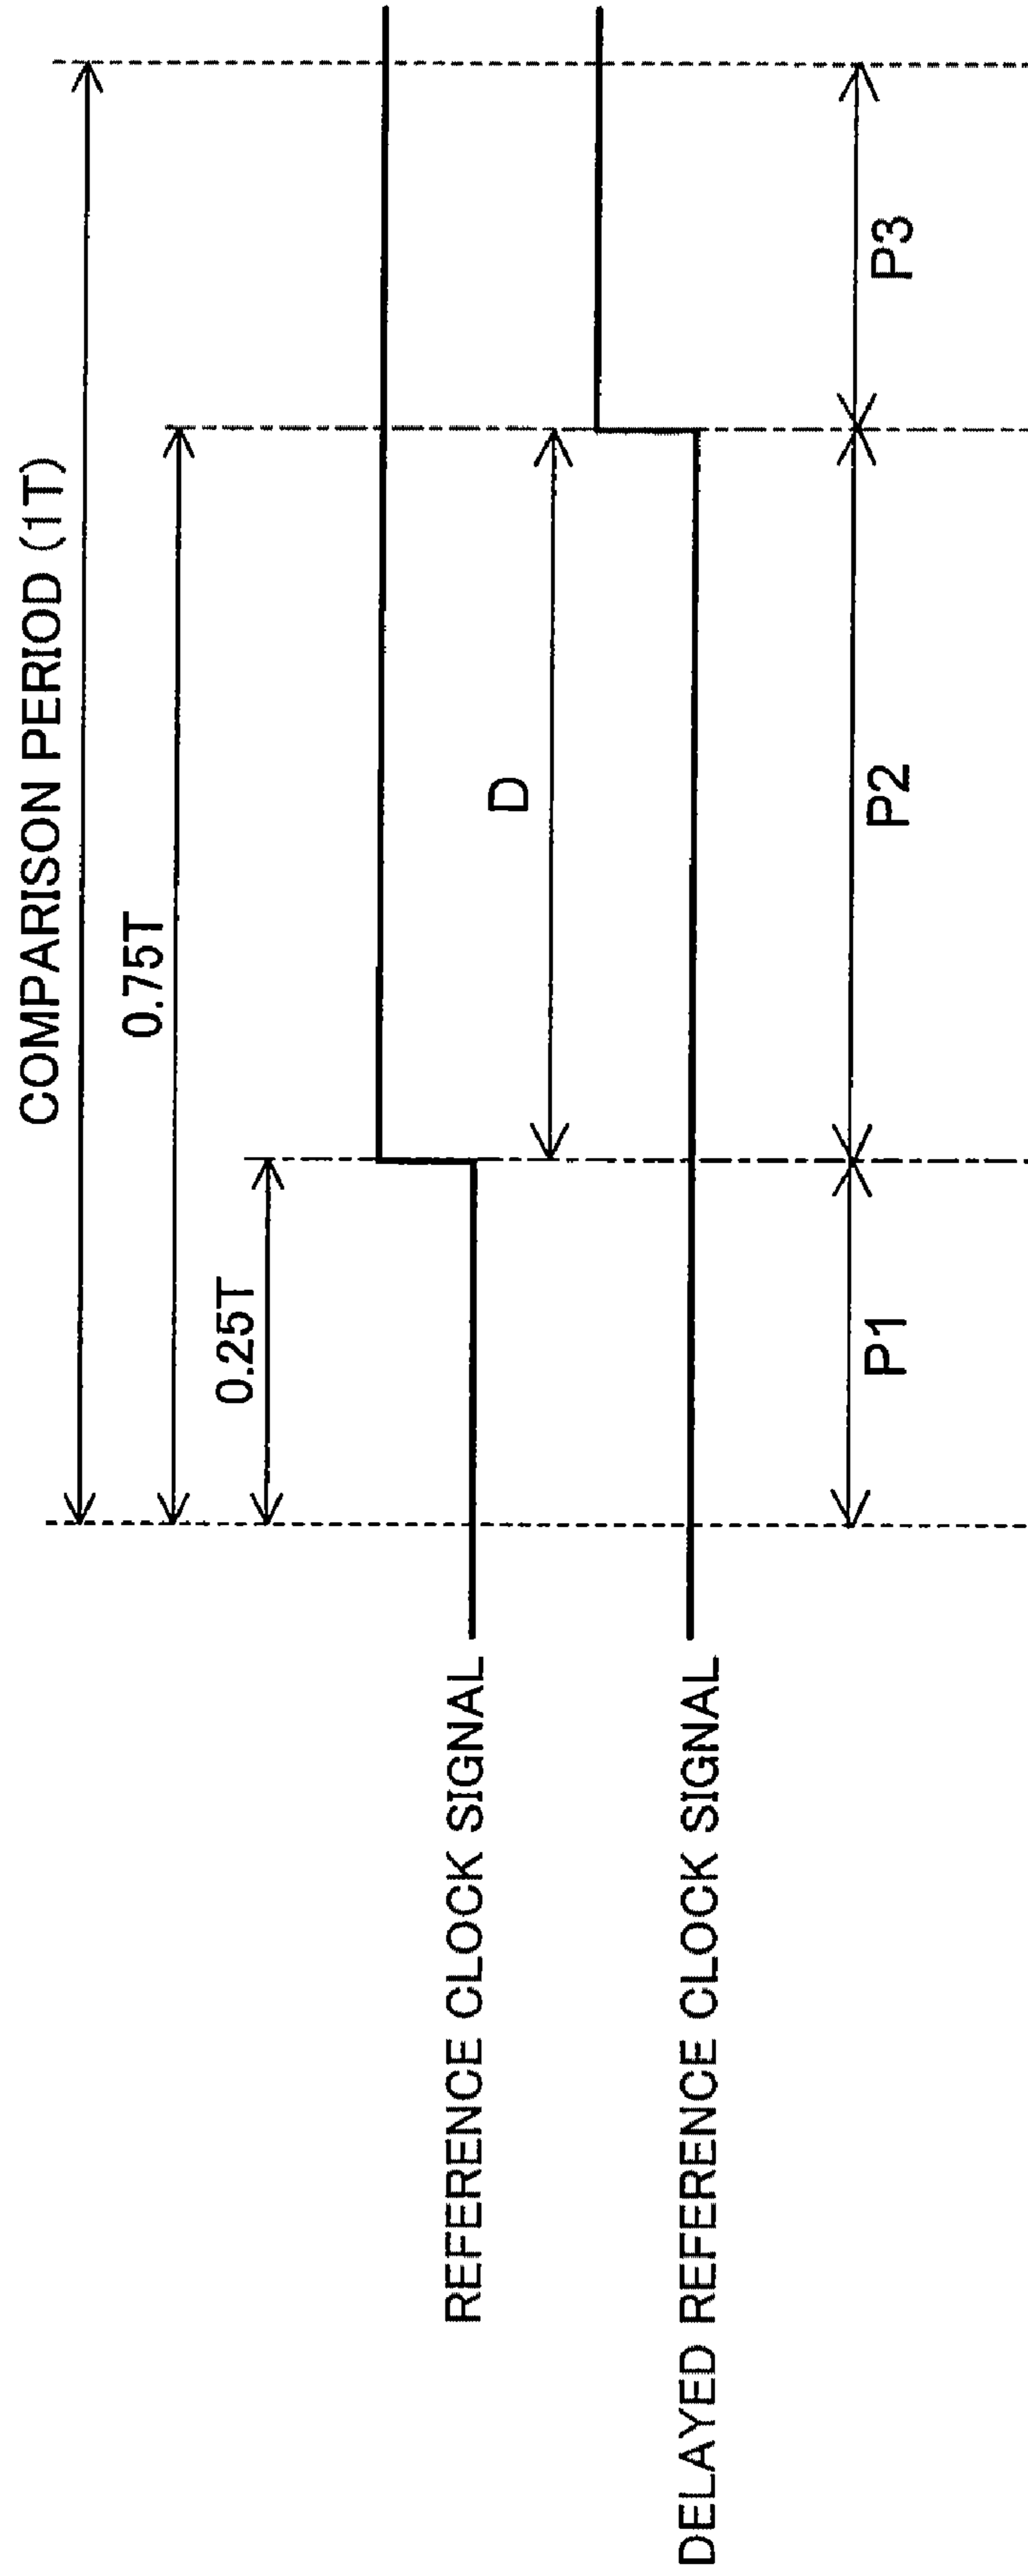 COMPARISON PERIOD (1T)
0.75T
0.25T
REFERENCE CLOCK SIGNAL
D
DELAYED REFERENCE CLOCK SIGNAL
P1
P2
P3